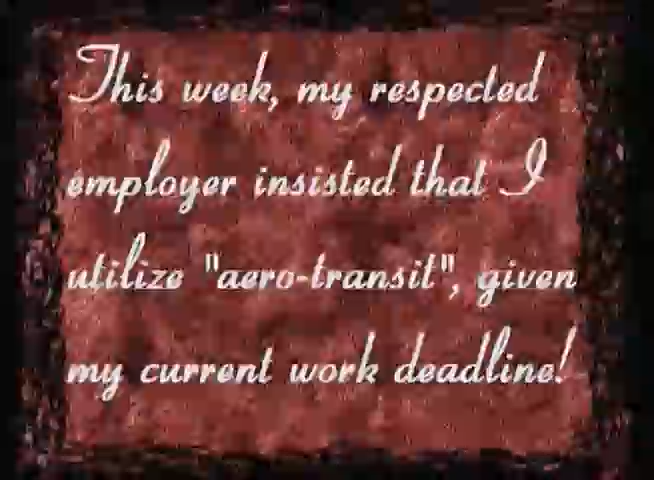 This week, my respected
employer insisted that I
utilize "aero-transit", given
my current work deadline!